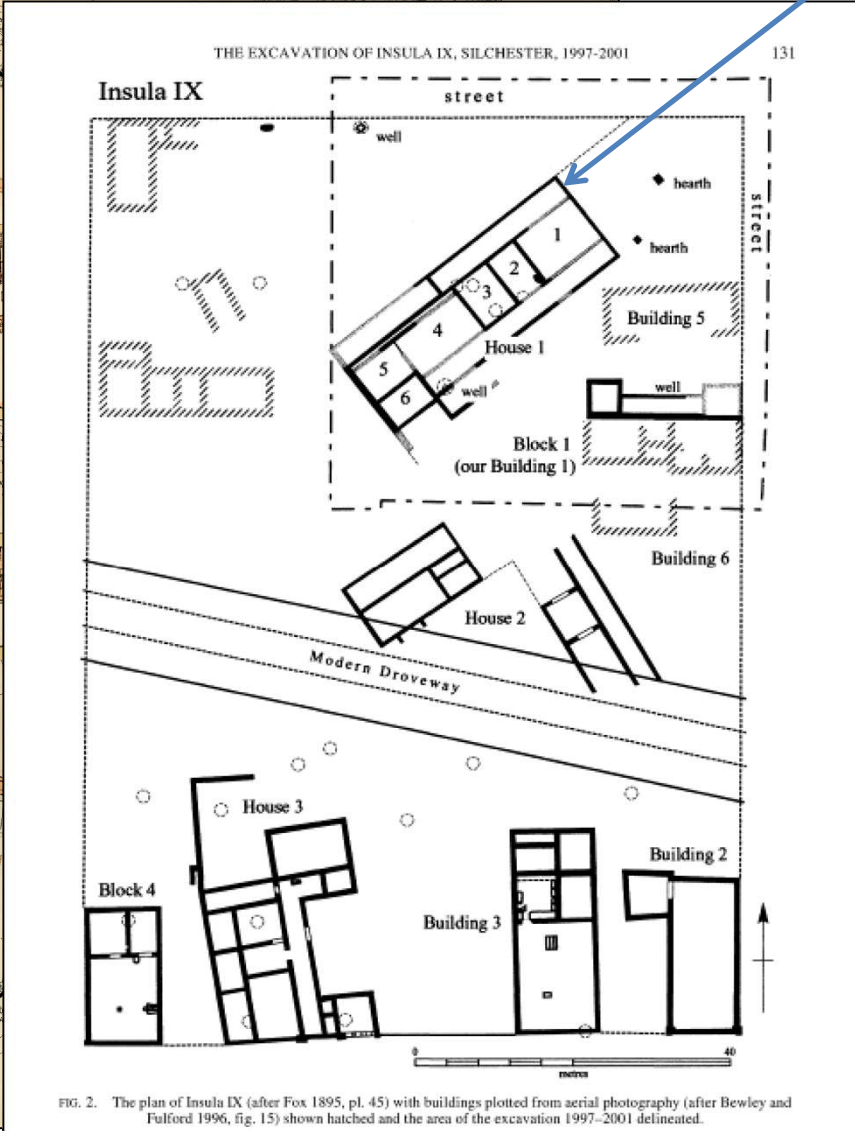 THE EXCAVATION OF INSULA IX, SILCHESTER, 1997-2001 131
Insula IX
street
well
hearth
street
hearth
1
2
3
4
5
6
House 1
well
Building 5
well
Block 1
(our Building 1)
Building 6
House 2
Modern Droveway
House 3
Building 2
Block 4
Building 3
0 40
metres
FIG. 2. The plan of Insula IX (after Fox 1895, pl. 45) with buildings plotted from aerial photography (after Bewley and
Fulford 1996, fig. 15) shown hatched and the area of the excavation 1997–2001 delineated.